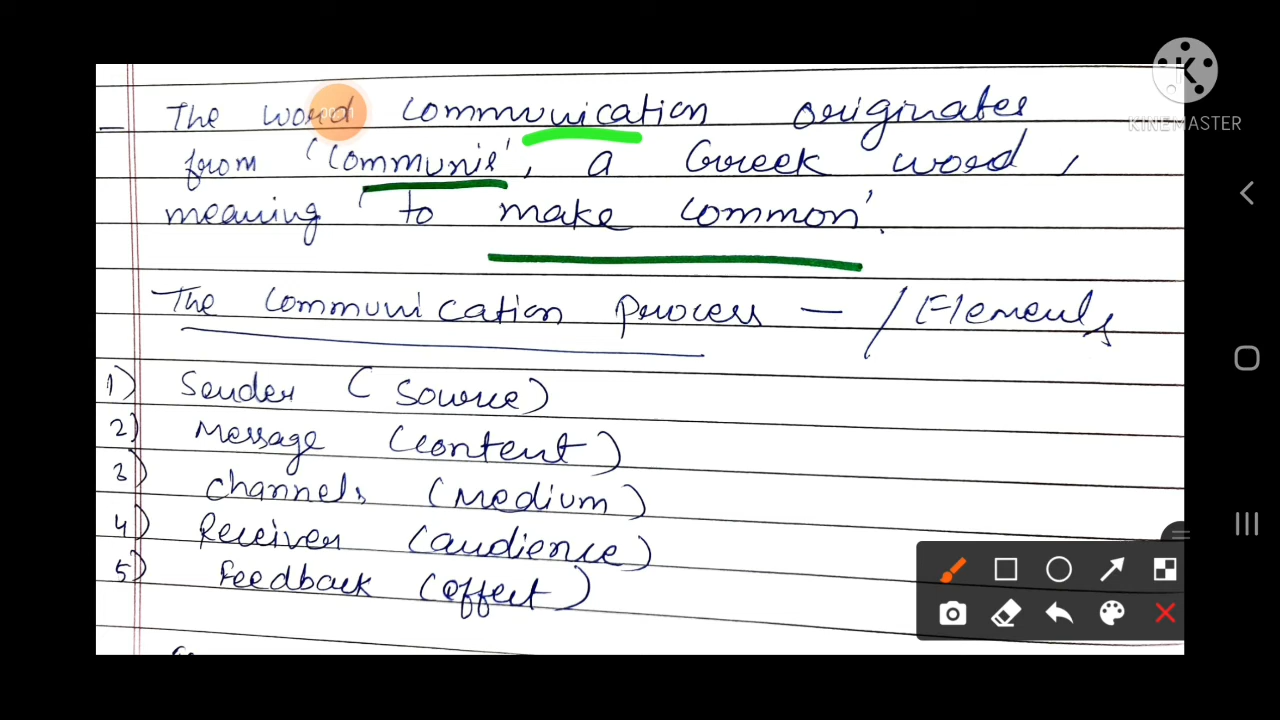 – The word communication originates
from 'Communis', a Greek word,
meaning 'to make common'.
The Communication process – / Elements
1) Sender (Source)
2) Message (content)
3) Channels (Medium)
4) Receiver (audience)
5) Feedback (effect)
KINEMASTER